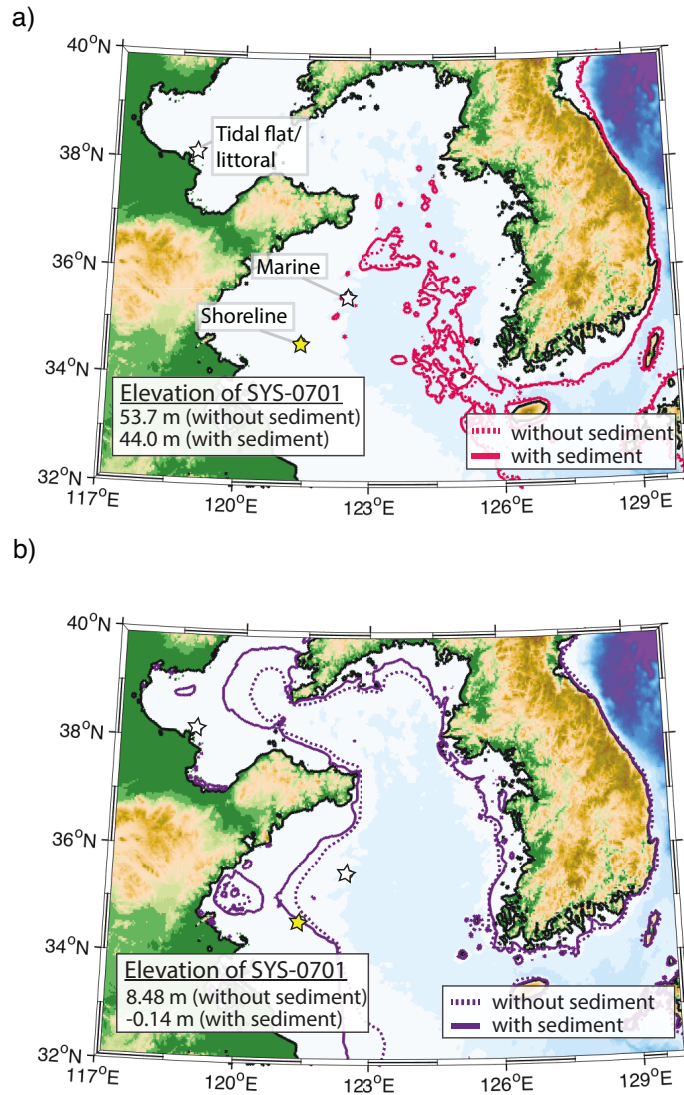 a)
40°N
38°N
36°N
34°N
32°N
Tidal flat/
littoral
Marine
Shoreline
Elevation of SYS-0701
53.7 m (without sediment)
44.0 m (with sediment)
without sediment
with sediment
117°E
120°E
123°E
126°E
129°E
b)
40°N
38°N
36°N
34°N
32°N
Elevation of SYS-0701
8.48 m (without sediment)
-0.14 m (with sediment)
without sediment
with sediment
117°E
120°E
123°E
126°E
129°E